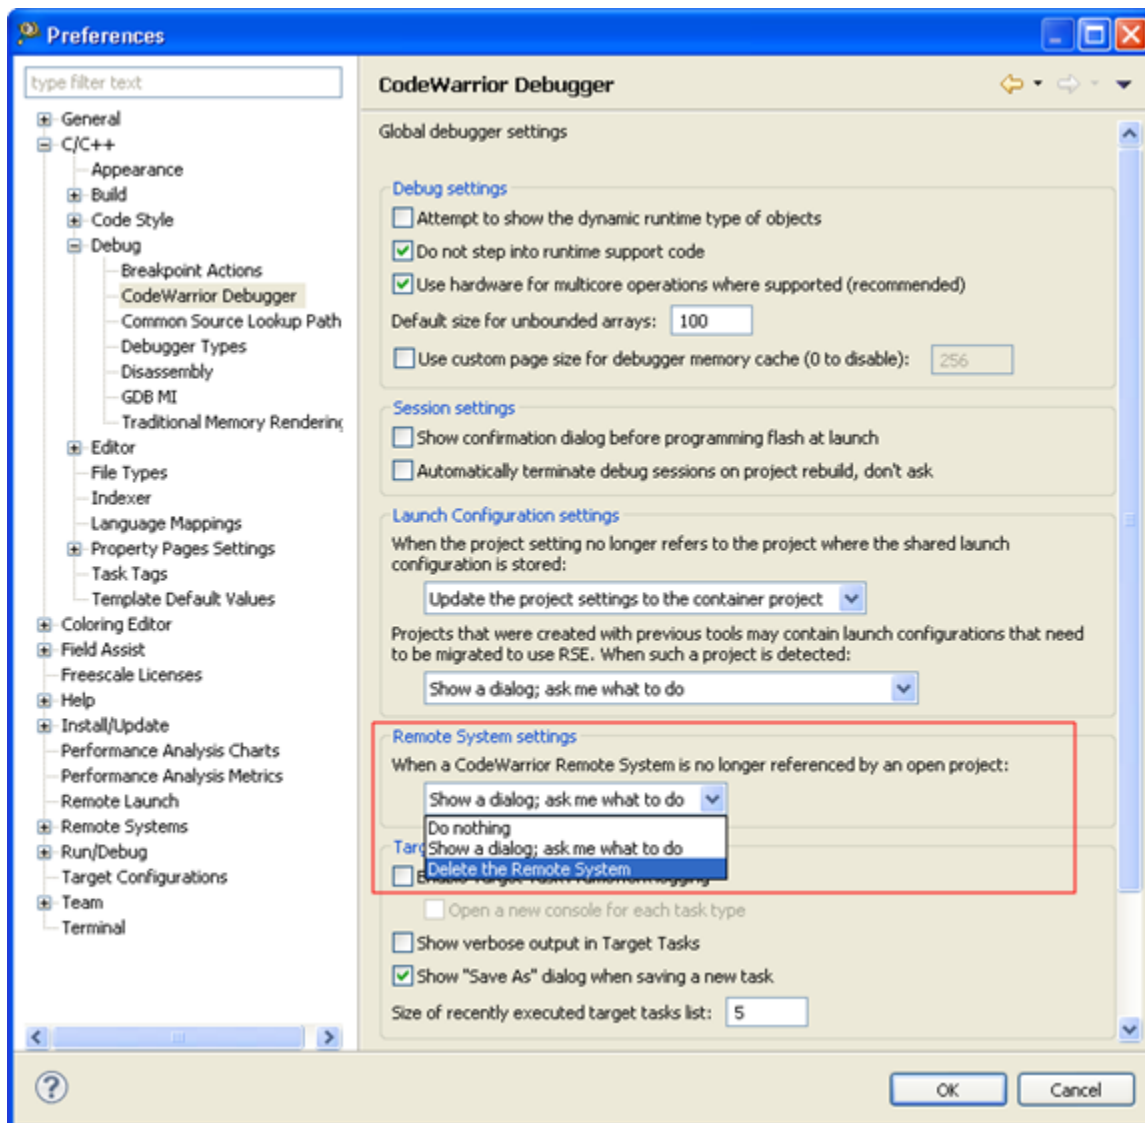 Preferences
type filter text
General
C/C++
Appearance
Build
Code Style
Debug
Breakpoint Actions
CodeWarrior Debugger
Common Source Lookup Path
Debugger Types
Disassembly
GDB MI
Traditional Memory Rendering
Editor
File Types
Indexer
Language Mappings
Property Pages Settings
Task Tags
Template Default Values
Coloring Editor
Field Assist
Freescale Licenses
Help
Install/Update
Performance Analysis Charts
Performance Analysis Metrics
Remote Launch
Remote Systems
Run/Debug
Target Configurations
Team
Terminal
CodeWarrior Debugger
Global debugger settings
Debug settings
Attempt to show the dynamic runtime type of objects
Do not step into runtime support code
Use hardware for multicore operations where supported (recommended)
Default size for unbounded arrays: 100
Use custom page size for debugger memory cache (0 to disable): 256
Session settings
Show confirmation dialog before programming flash at launch
Automatically terminate debug sessions on project rebuild, don't ask
Launch Configuration settings
When the project setting no longer refers to the project where the shared launch
configuration is stored:
Update the project settings to the container project
Projects that were created with previous tools may contain launch configurations that need
to be migrated to use RSE. When such a project is detected:
Show a dialog; ask me what to do
Remote System settings
When a CodeWarrior Remote System is no longer referenced by an open project:
Show a dialog; ask me what to do
Do nothing
Show a dialog; ask me what to do
Delete the Remote System
Open a new console for each task type
Show verbose output in Target Tasks
Show "Save As" dialog when saving a new task
Size of recently executed target tasks list: 5
OK
Cancel